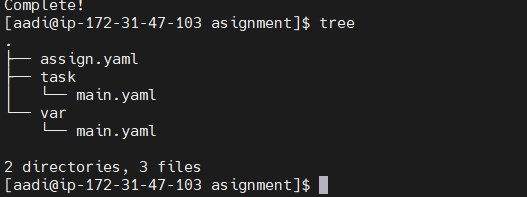 Complete!
[aadi@ip-172-31-47-103 asignment]$ tree
.
├── assign.yaml
├── task
│   └── main.yaml
└── var
    └── main.yaml

2 directories, 3 files
[aadi@ip-172-31-47-103 asignment]$